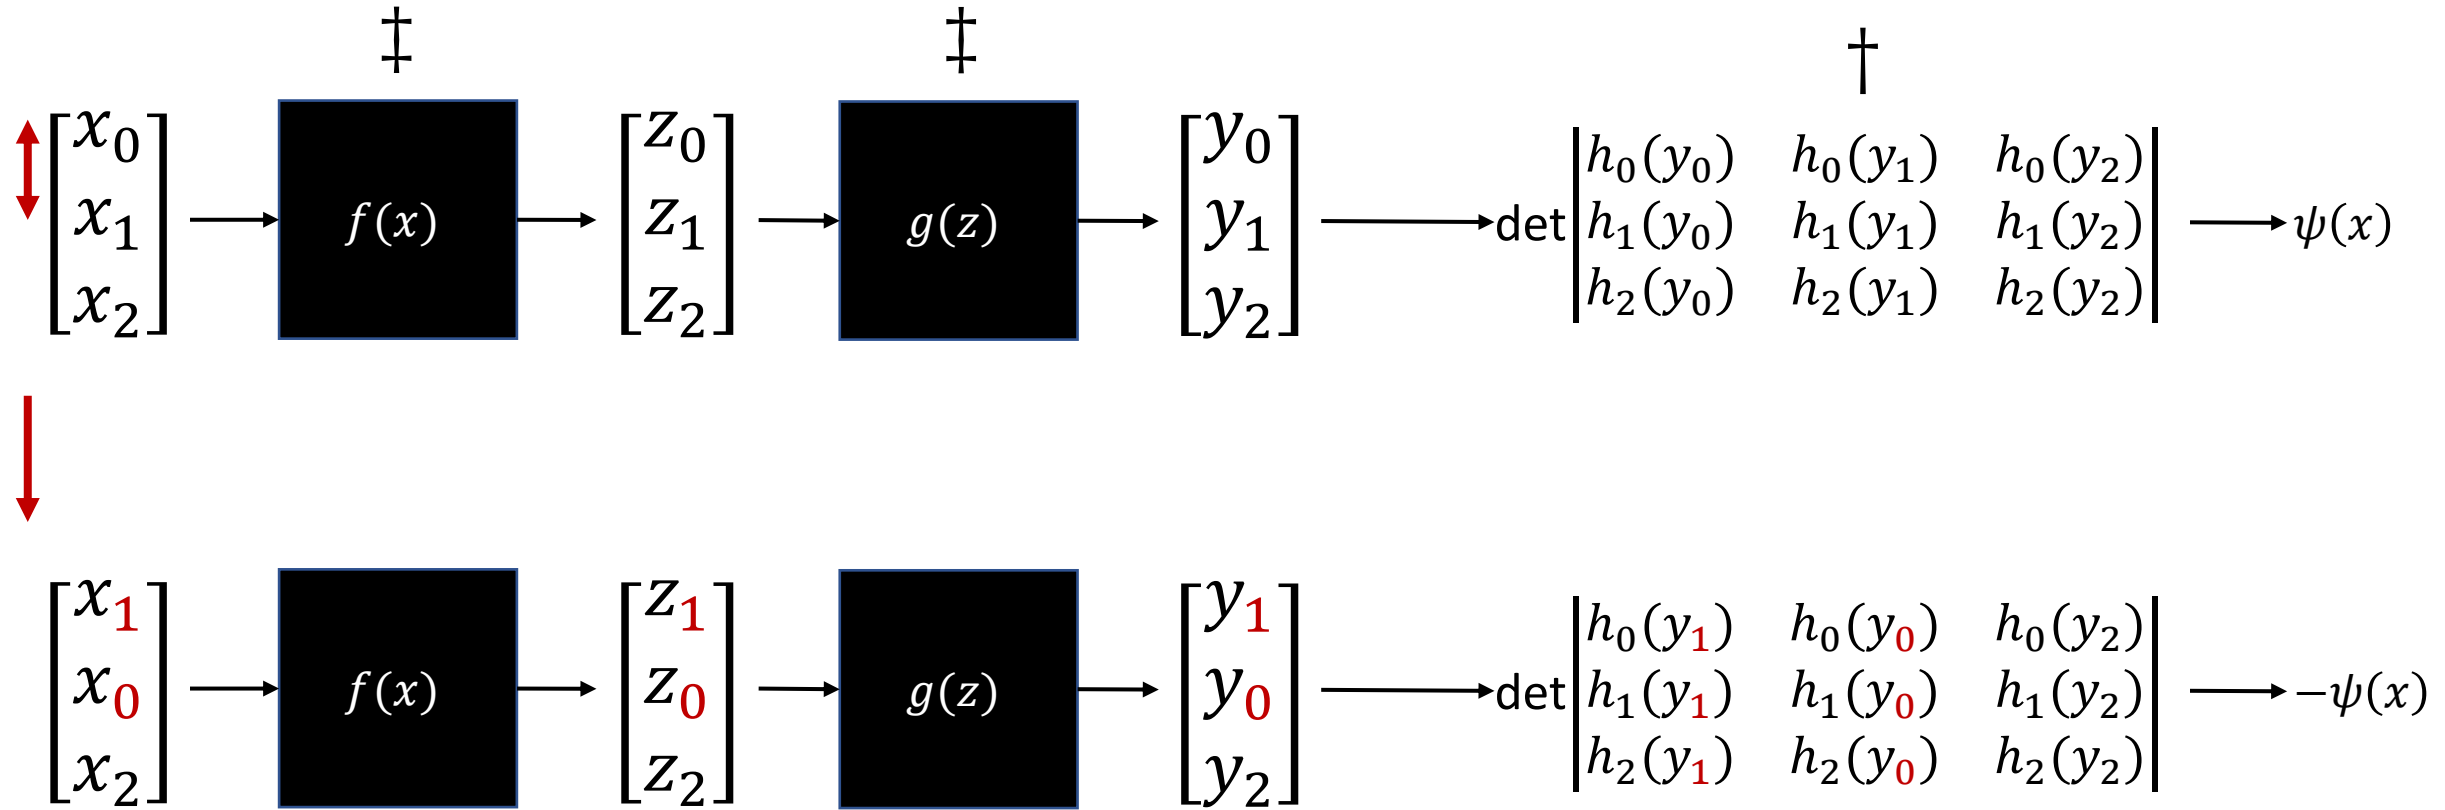 ‡ ‡ †
x₀ z₀ y₀ h₀(y₀) h₀(y₁) h₀(y₂)
x₁ f(x) z₁ g(z) y₁ det h₁(y₀) h₁(y₁) h₁(y₂) ψ(x)
x₂ z₂ y₂ h₂(y₀) h₂(y₁) h₂(y₂)
x₁ z₁ y₁ h₀(y₁) h₀(y₀) h₀(y₂)
x₀ f(x) z₀ g(z) y₀ det h₁(y₁) h₁(y₀) h₁(y₂) −ψ(x)
x₂ z₂ y₂ h₂(y₁) h₂(y₀) h₂(y₂)